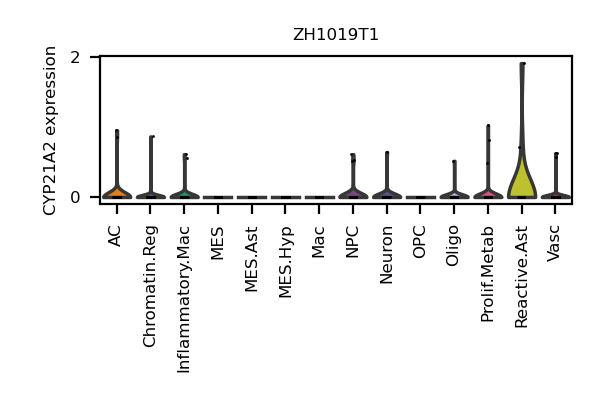 ZH1019T1
CYP21A2 expression
2
0
AC
Chromatin.Reg
Inflammatory.Mac
MES
MES.Ast
MES.Hyp
Mac
NPC
Neuron
OPC
Oligo
Prolif.Metab
Reactive.Ast
Vasc